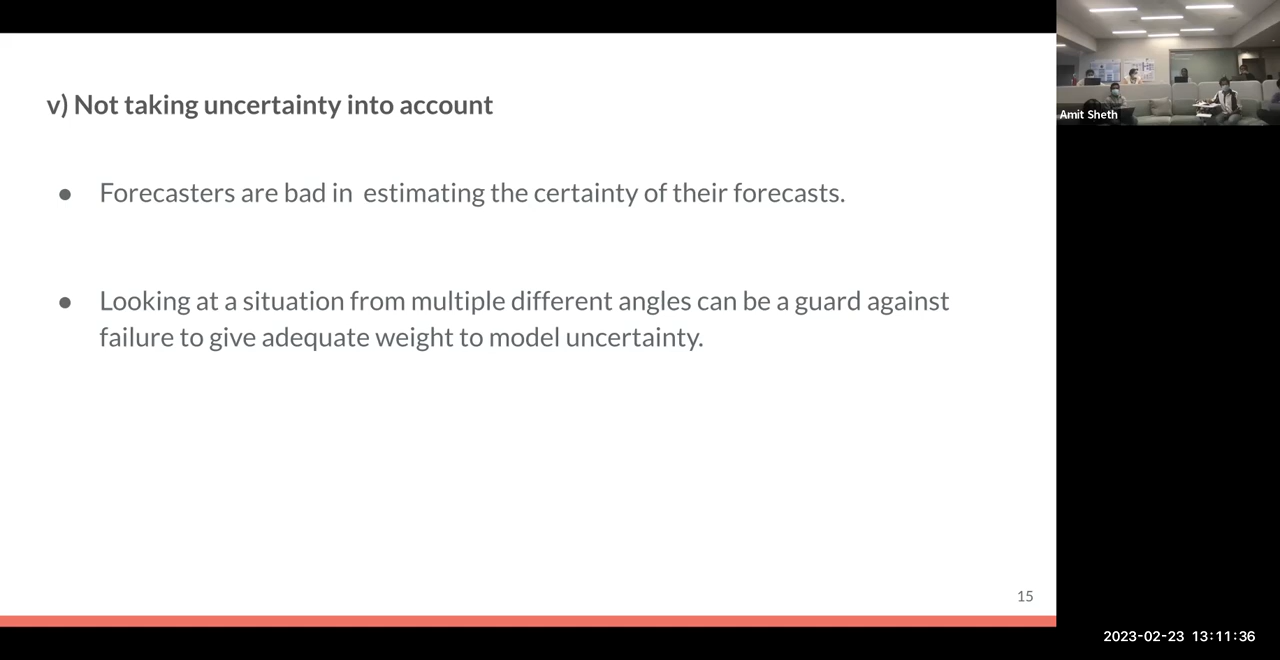 v) Not taking uncertainty into account
● Forecasters are bad in  estimating the certainty of their forecasts.
● Looking at a situation from multiple different angles can be a guard against
failure to give adequate weight to model uncertainty.
15
Amit Sheth
2023-02-23 13:11:36